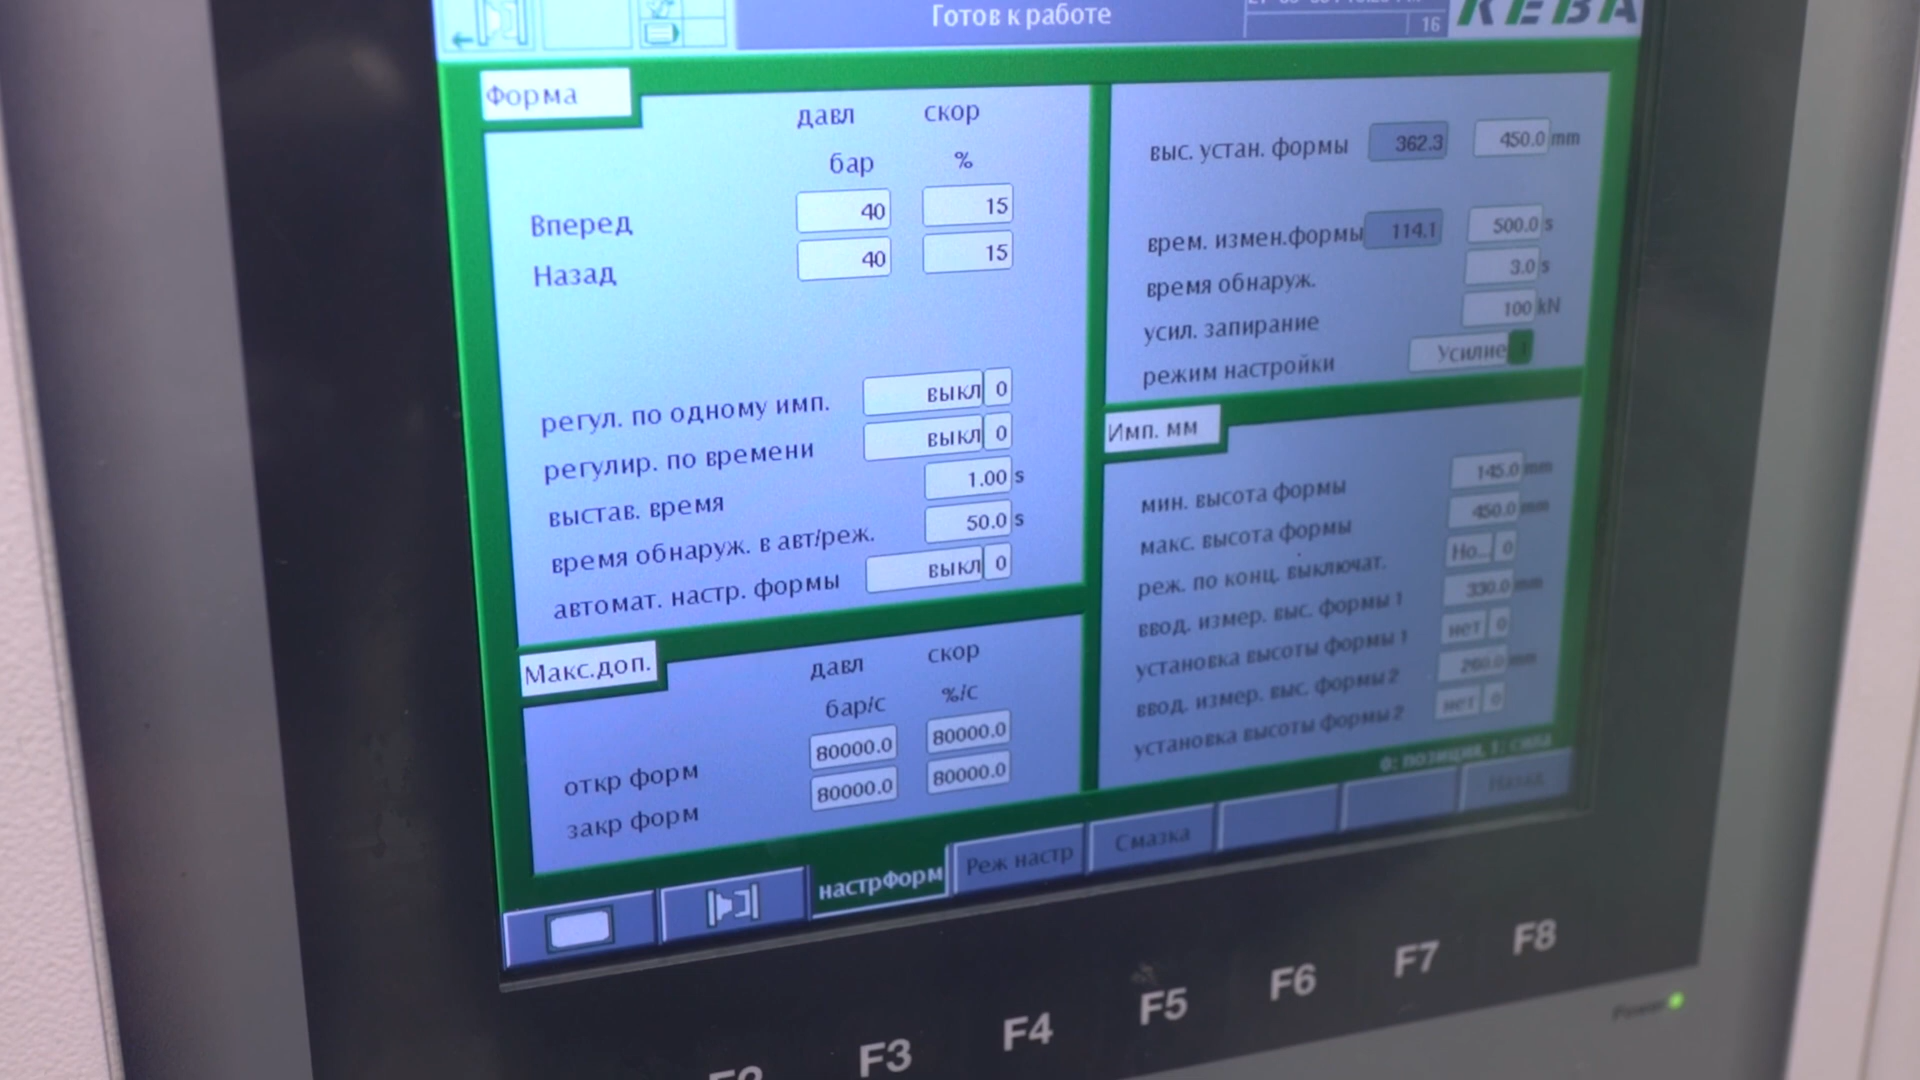 Готов к работе
16
KEBA
Форма
давл скор
бар %
Вперед 40 15
Назад 40 15
регул. по одному имп. выкл 0
регулир. по времени выкл 0
выстав. время 1.00 s
время обнаруж. в авт/реж. 50.0 s
автомат. настр. формы выкл 0
Макс.доп.
давл скор
бар/с %/с
откр форм 80000.0 80000.0
закр форм 80000.0 80000.0
выс. устан. формы 362.3 450.0 mm
врем. измен.формы 114.1 500.0 s
время обнаруж. 3.0 s
усил. запирание 100 kN
режим настройки Усилие
Имп. мм
мин. высота формы 145.0 mm
макс. высота формы 450.0 mm
реж. по конц. выключат. Но... 0
ввод. измер. выс. формы 1 330.0 mm
установка высоты формы 1 нет 0
ввод. измер. выс. формы 2 260.0 mm
установка высоты формы 2 нет 0
0: позиция, 1: сила
настрФорм Реж настр Смазка Назад
F3 F4 F5 F6 F7 F8
Power